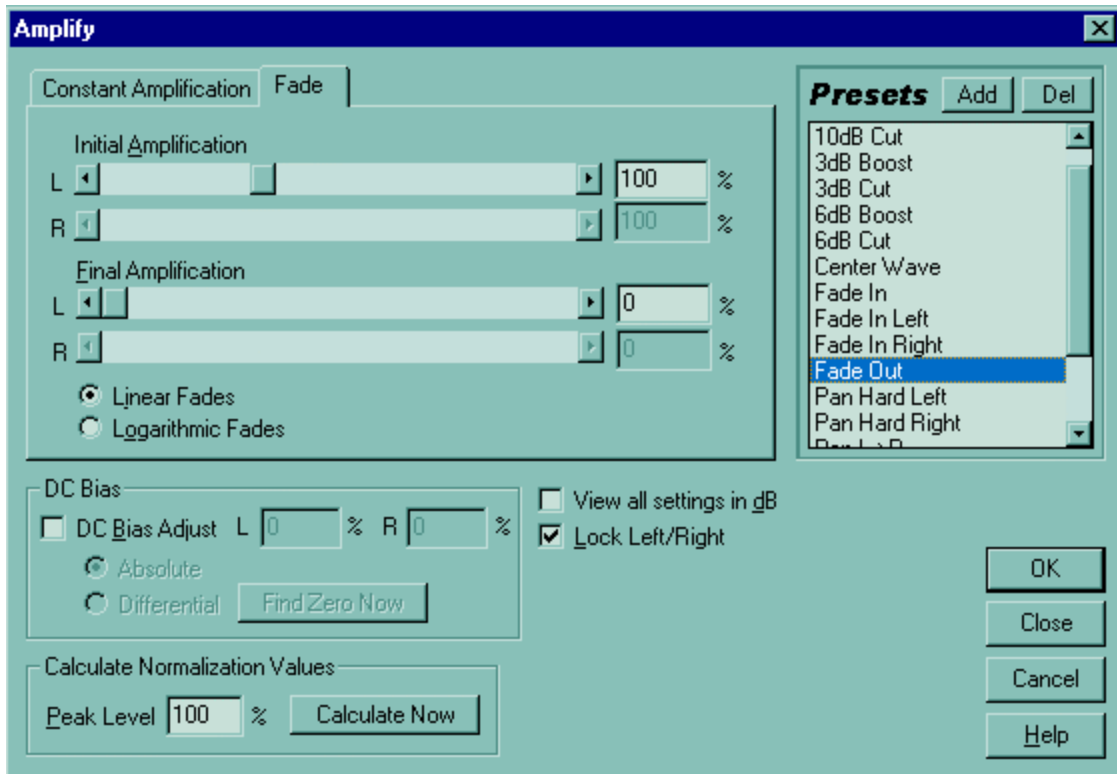 Amplify
Constant Amplification
Fade
Initial Amplification
L 100 %
R 100 %
Final Amplification
L 0 %
R 0 %
Linear Fades
Logarithmic Fades
Presets
Add
Del
10dB Cut
3dB Boost
3dB Cut
6dB Boost
6dB Cut
Center Wave
Fade In
Fade In Left
Fade In Right
Fade Out
Pan Hard Left
Pan Hard Right
DC Bias
DC Bias Adjust L 0 % R 0 %
Absolute
Differential
Find Zero Now
View all settings in dB
Lock Left/Right
Calculate Normalization Values
Peak Level 100 %
Calculate Now
OK
Close
Cancel
Help